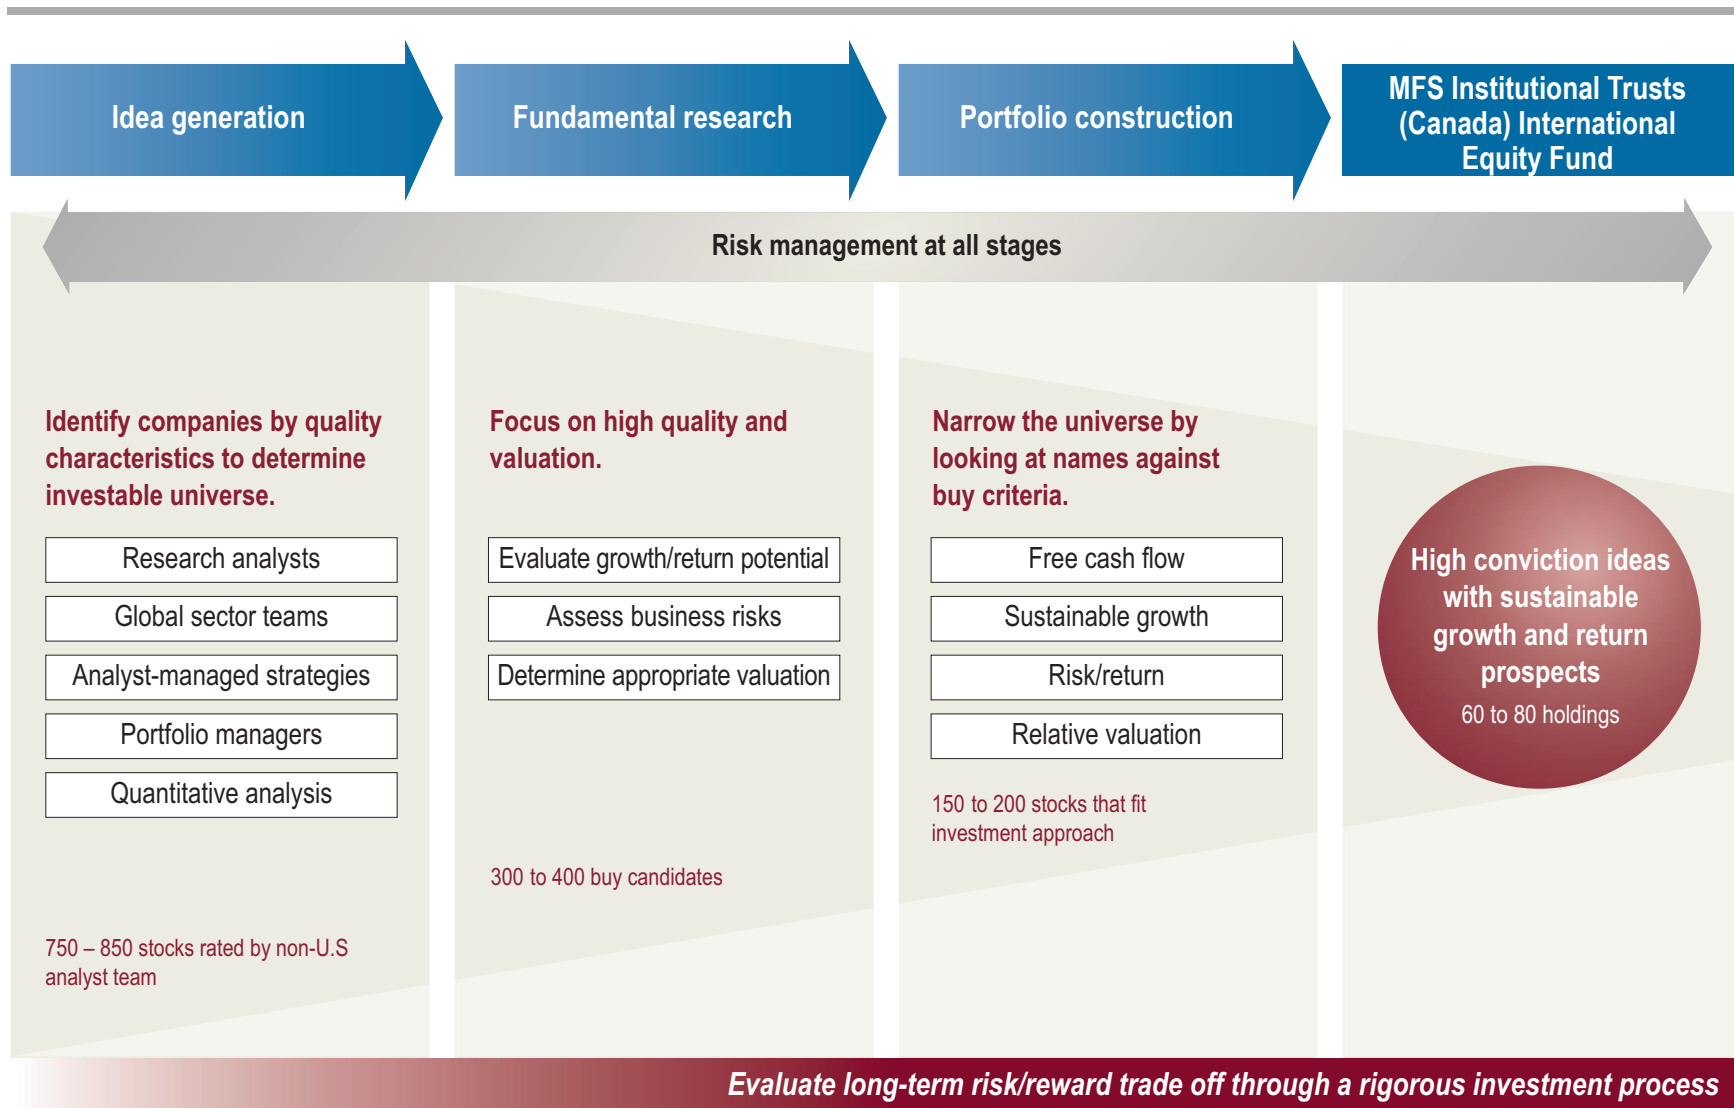 Idea generation
Fundamental research
Portfolio construction
MFS Institutional Trusts
(Canada) International
Equity Fund
Risk management at all stages
Identify companies by quality
characteristics to determine
investable universe.
Research analysts
Global sector teams
Analyst-managed strategies
Portfolio managers
Quantitative analysis
750 – 850 stocks rated by non-U.S
analyst team
Focus on high quality and
valuation.
Evaluate growth/return potential
Assess business risks
Determine appropriate valuation
300 to 400 buy candidates
Narrow the universe by
looking at names against
buy criteria.
Free cash flow
Sustainable growth
Risk/return
Relative valuation
150 to 200 stocks that fit
investment approach
High conviction ideas
with sustainable
growth and return
prospects
60 to 80 holdings
Evaluate long-term risk/reward trade off through a rigorous investment process